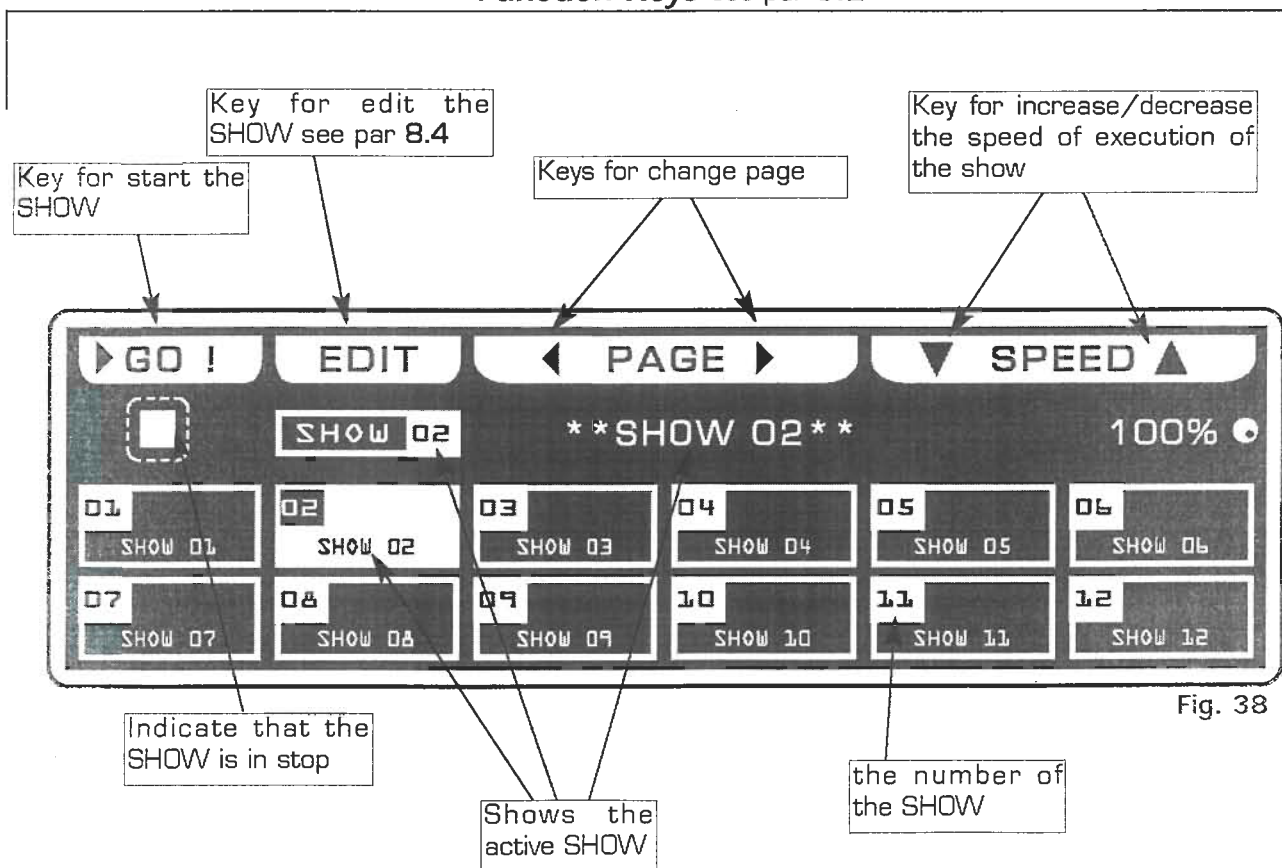 Key for edit the
SHOW see par 8.4
Key for increase/decrease
the speed of execution of
the show
Key for start the
SHOW
Keys for change page
GO !
EDIT
PAGE
SPEED
SHOW 02
**SHOW 02**
100%
01
SHOW 01
02
SHOW 02
03
SHOW 03
04
SHOW 04
05
SHOW 05
06
SHOW 06
07
SHOW 07
08
SHOW 08
09
SHOW 09
10
SHOW 10
11
SHOW 11
12
SHOW 12
Fig. 38
Indicate that the
SHOW is in stop
Shows the
active SHOW
the number of
the SHOW